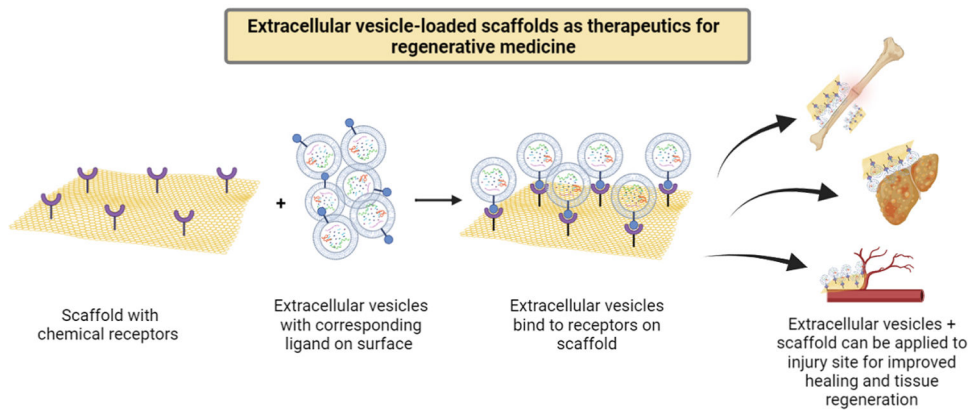 Extracellular vesicle-loaded scaffolds as therapeutics for
regenerative medicine
+
Scaffold with
chemical receptors
Extracellular vesicles
with corresponding
ligand on surface
Extracellular vesicles
bind to receptors on
scaffold
Extracellular vesicles +
scaffold can be applied to
injury site for improved
healing and tissue
regeneration